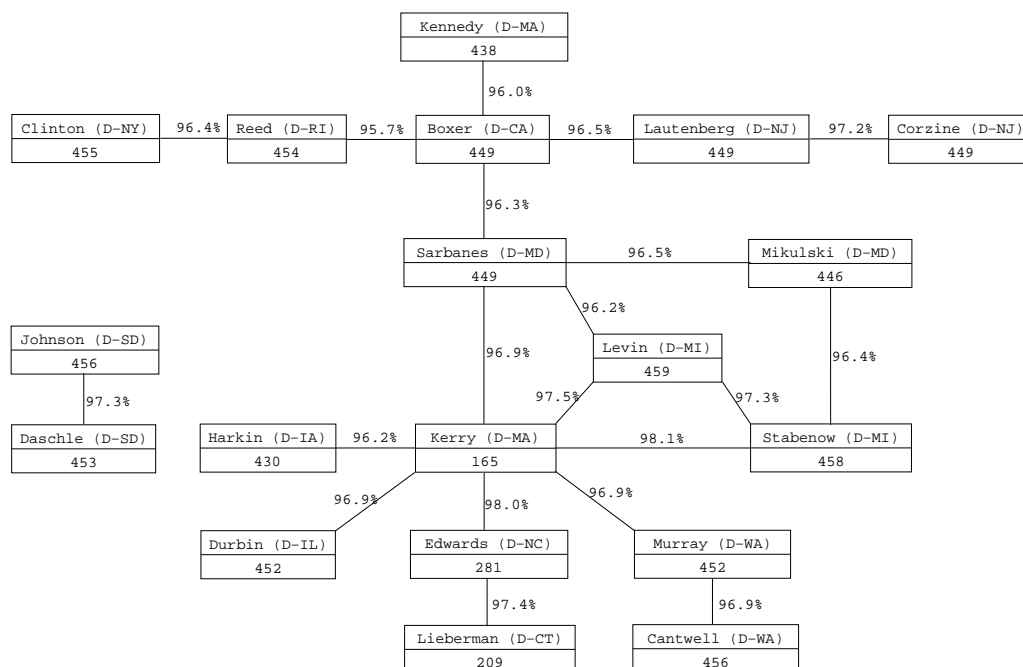 Kennedy (D-MA)
438
96.0%
Clinton (D-NY) 96.4% Reed (D-RI) 95.7% Boxer (D-CA) 96.5% Lautenberg (D-NJ) 97.2% Corzine (D-NJ)
455 454 449 449 449
96.3%
Sarbanes (D-MD) 96.5% Mikulski (D-MD)
449 446
96.2%
Johnson (D-SD) 96.9% Levin (D-MI) 96.4%
456 459
97.3% 97.5% 97.3%
Daschle (D-SD) Harkin (D-IA) 96.2% Kerry (D-MA) 98.1% Stabenow (D-MI)
453 430 165 458
96.9% 98.0% 96.9%
Durbin (D-IL) Edwards (D-NC) Murray (D-WA)
452 281 452
97.4% 96.9%
Lieberman (D-CT) Cantwell (D-WA)
209 456